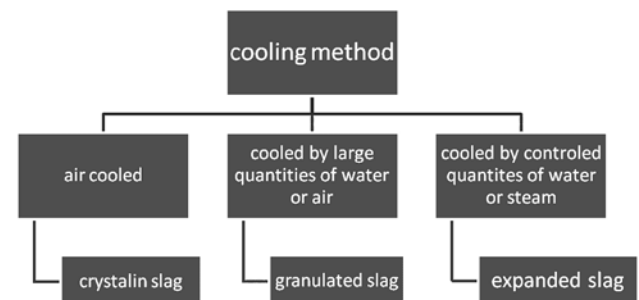 cooling method
air cooled
cooled by large
quantities of water
or air
cooled by controled
quantites of water
or steam
crystalin slag
granulated slag
expanded slag